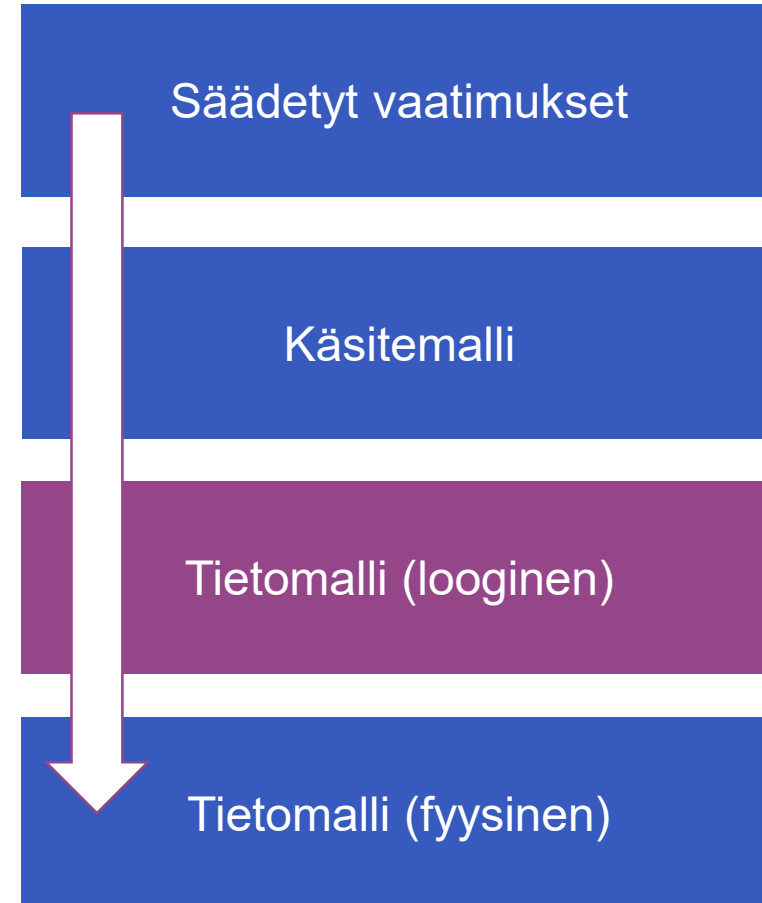 Säädetyt vaatimukset
Käsitemalli
Tietomalli (looginen)
Tietomalli (fyysinen)